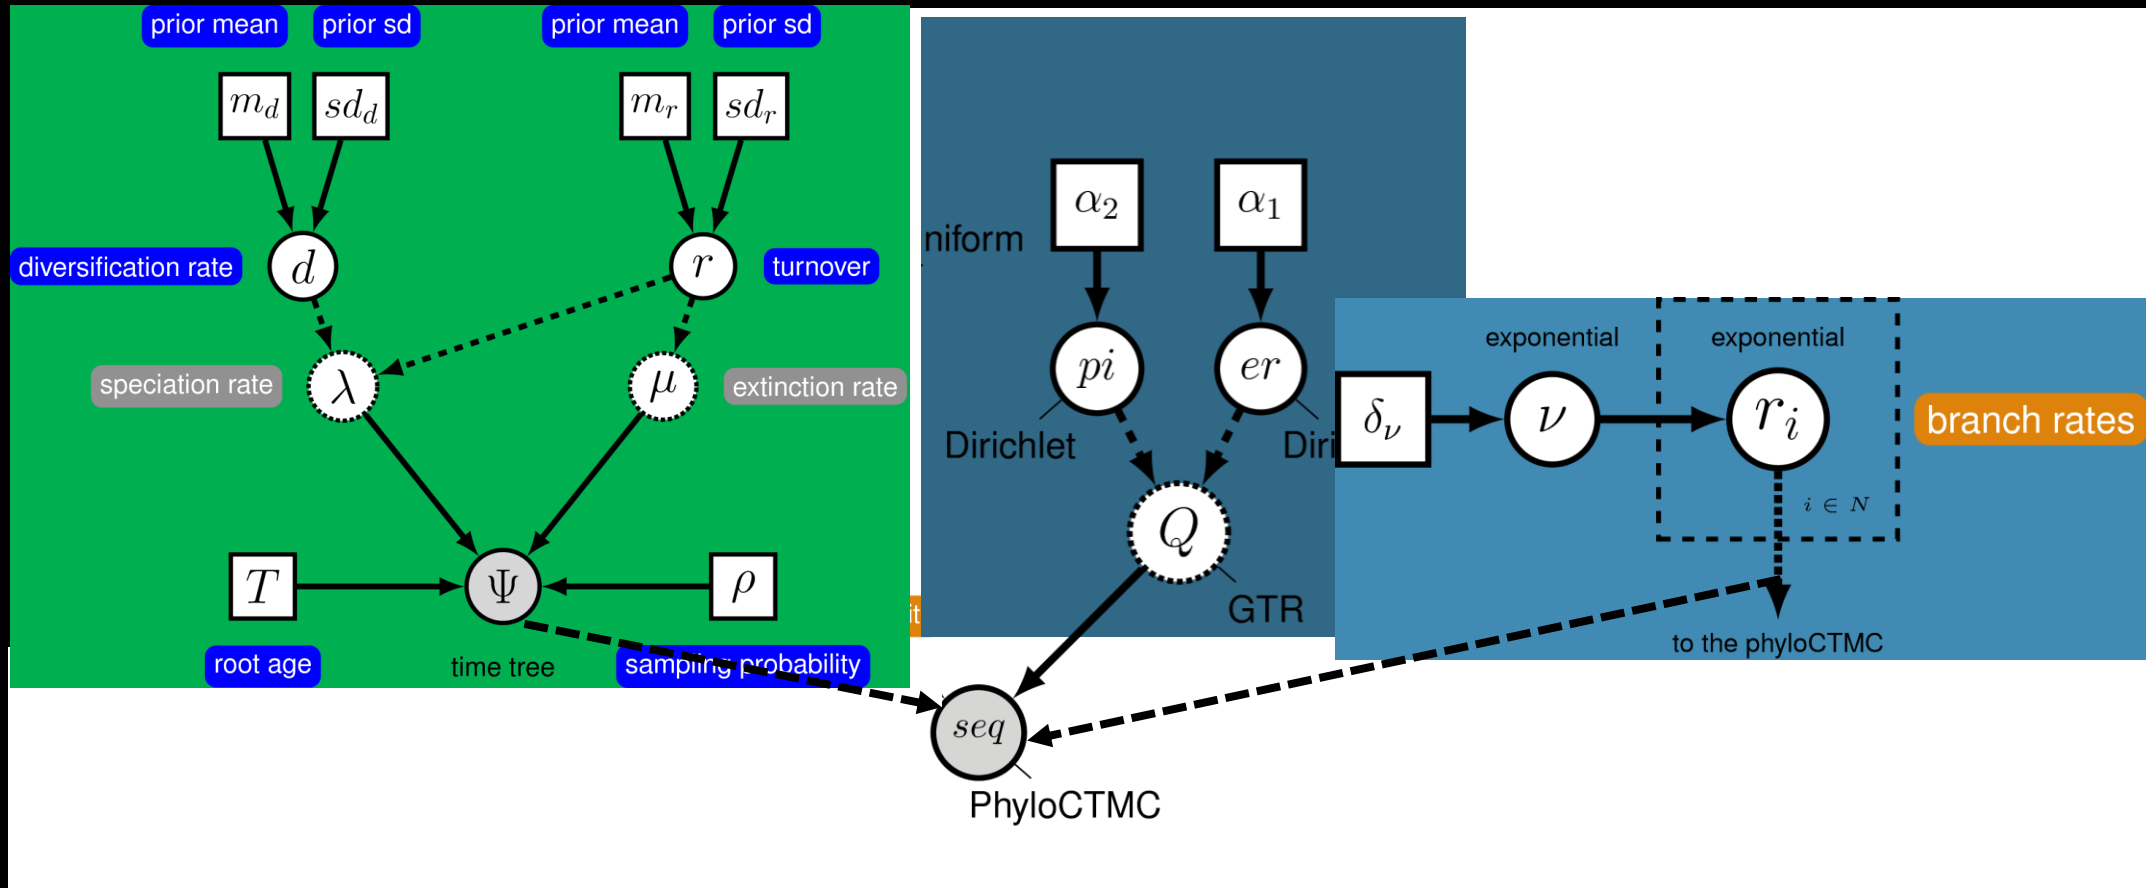 prior mean prior sd prior mean prior sd
m_d sd_d m_r sd_r
diversification rate d r turnover
speciation rate λ μ extinction rate
T Ψ ρ
root age time tree sampling probability
niform
α₂ α₁
pi er
Dirichlet Diri
Q
GTR
it
seq
PhyloCTMC
exponential exponential
δ_ν ν r_i branch rates
i ∈ N
to the phyloCTMC